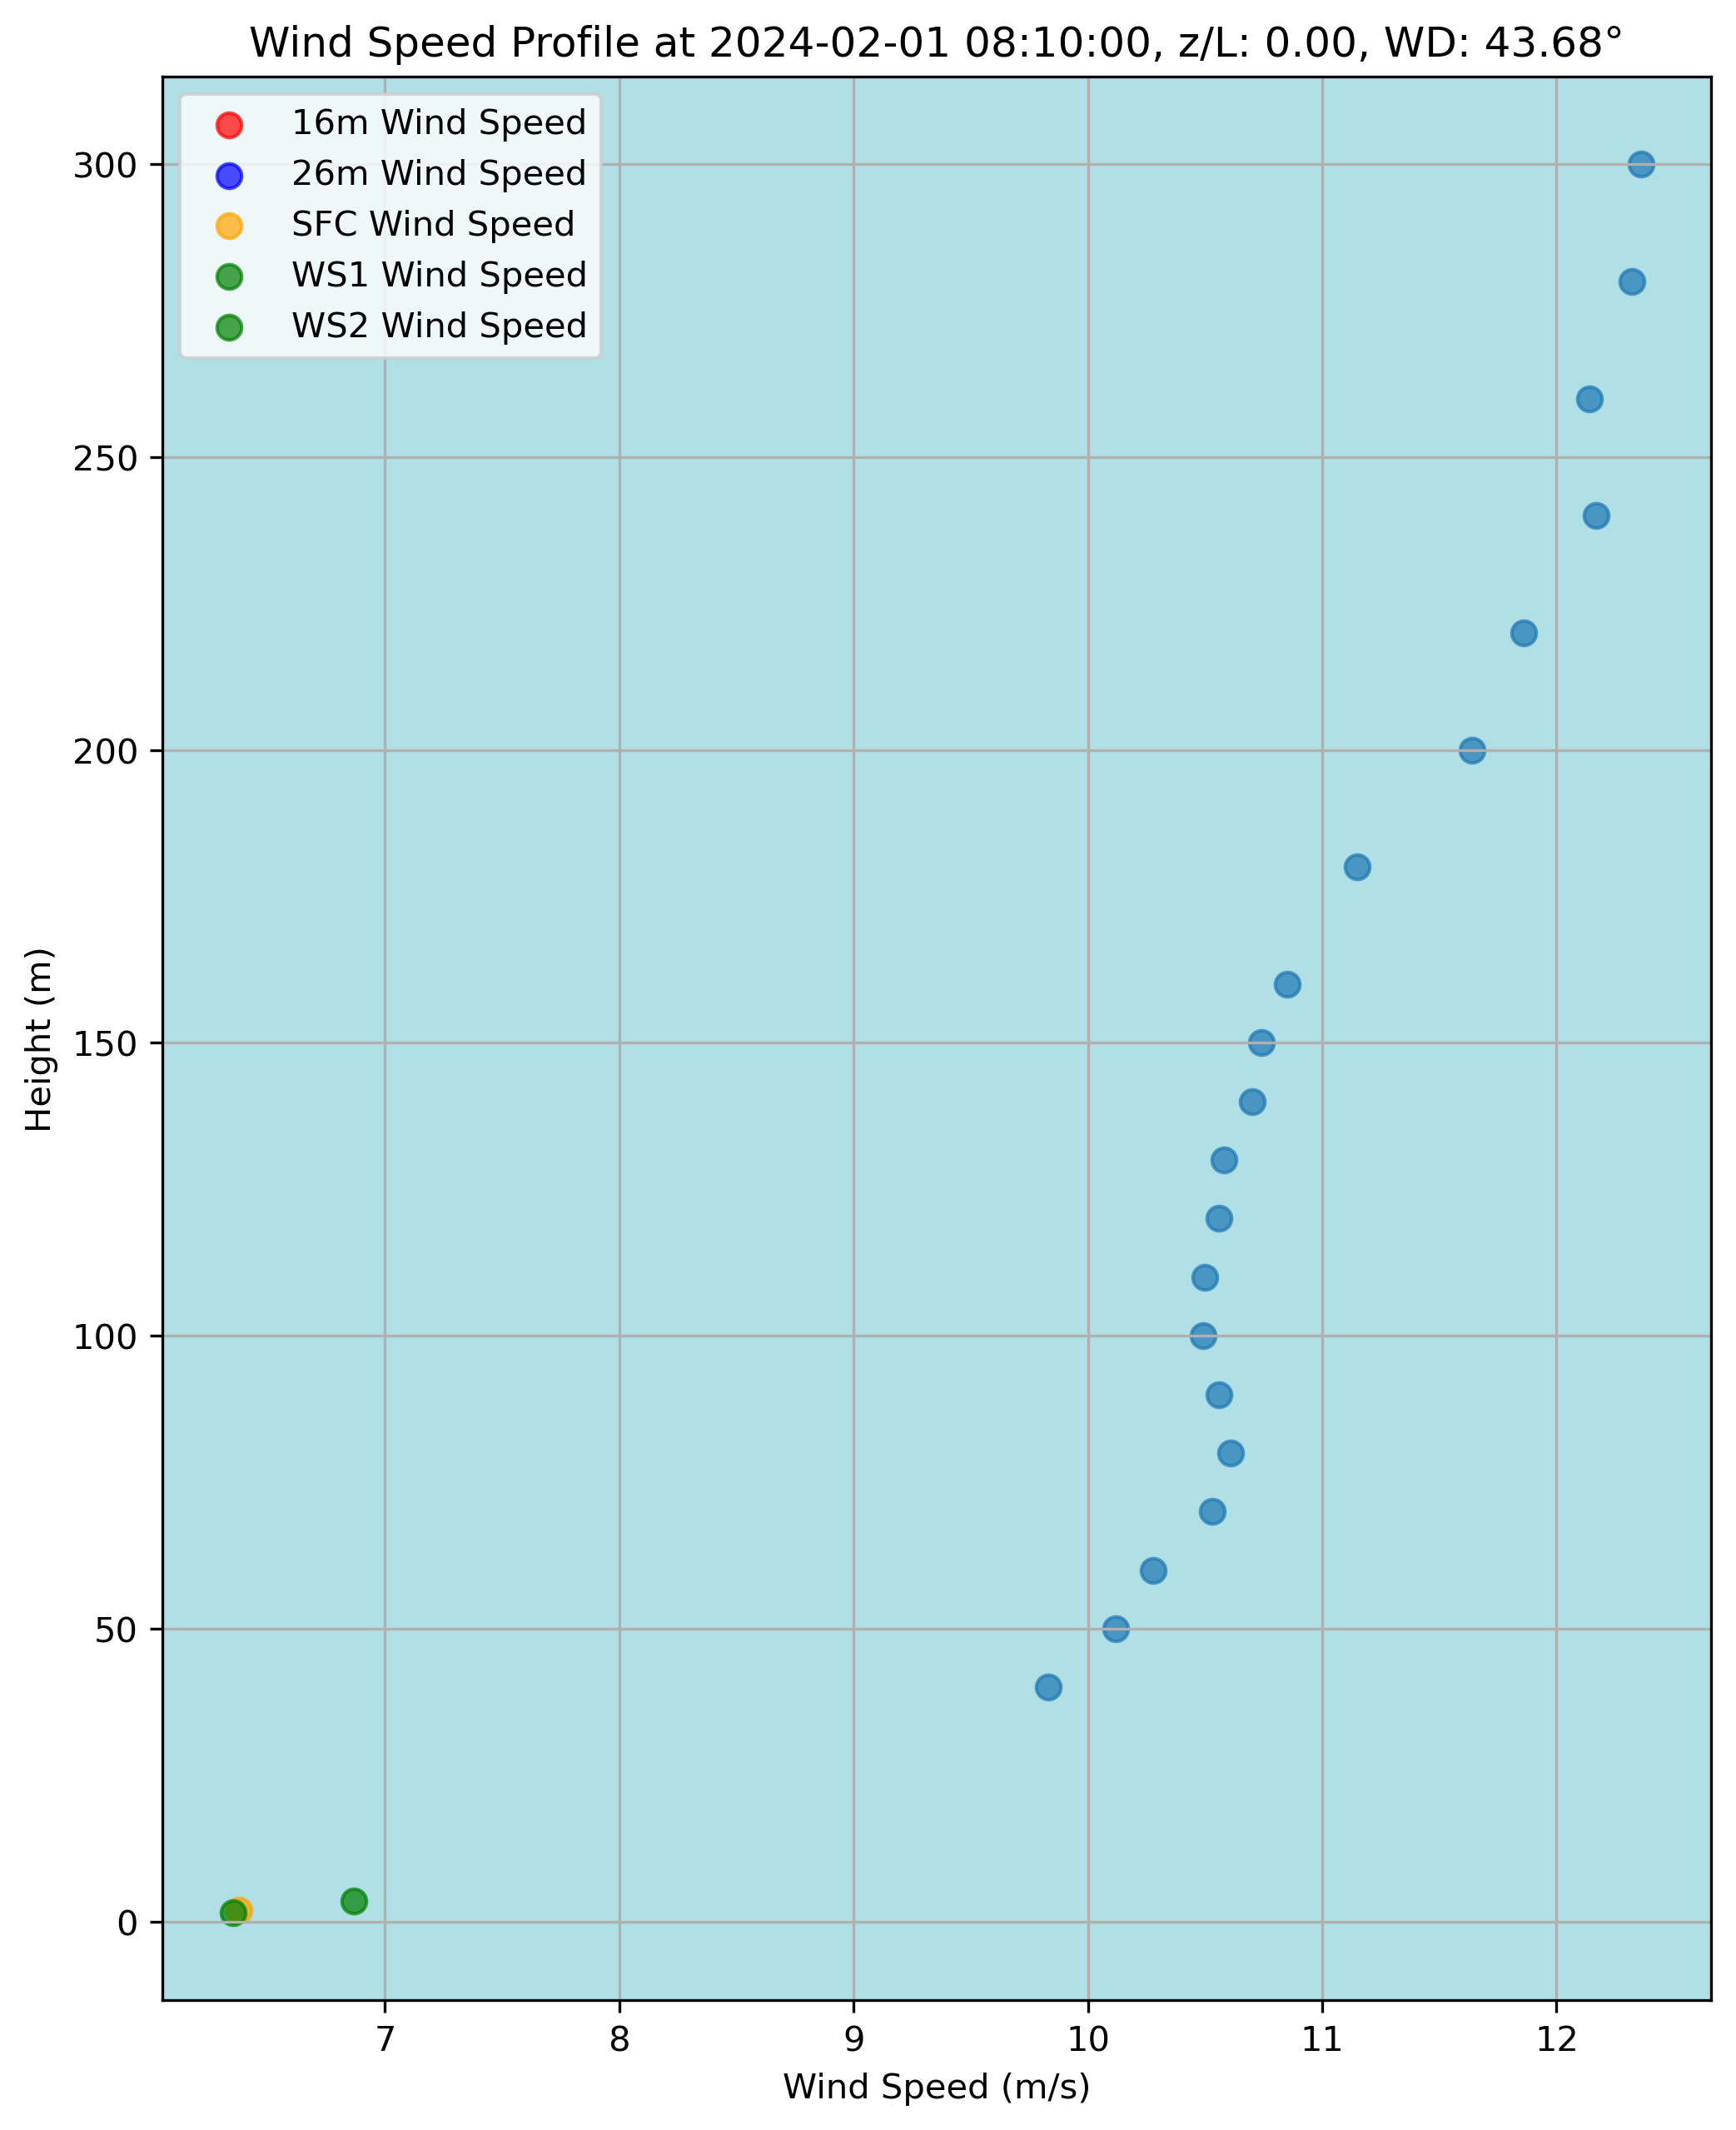 Wind Speed Profile at 2024-02-01 08:10:00, z/L: 0.00, WD: 43.68°
16m Wind Speed
26m Wind Speed
SFC Wind Speed
WS1 Wind Speed
WS2 Wind Speed
300
250
200
150
100
50
0
Height (m)
7 8 9 10 11 12
Wind Speed (m/s)